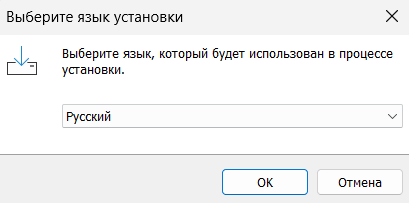 Выберите язык установки
Выберите язык, который будет использован в процессе
установки.
Русский
OK
Отмена